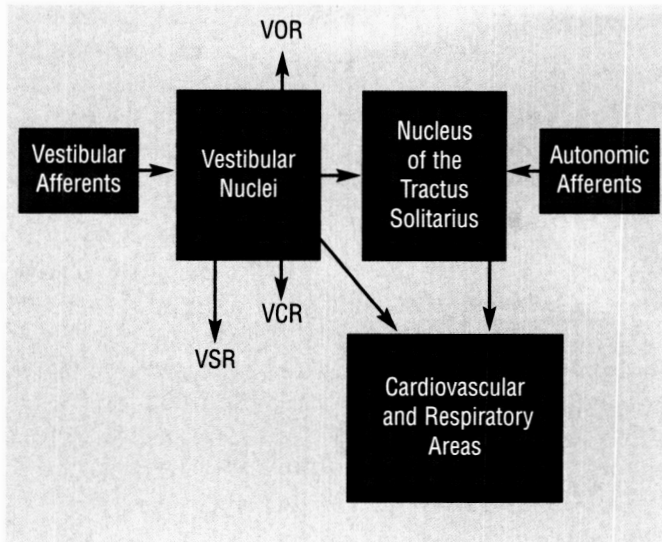 VOR
Vestibular
Afferents
Vestibular
Nuclei
Nucleus
of the
Tractus
Solitarius
Autonomic
Afferents
VCR
VSR
Cardiovascular
and Respiratory
Areas